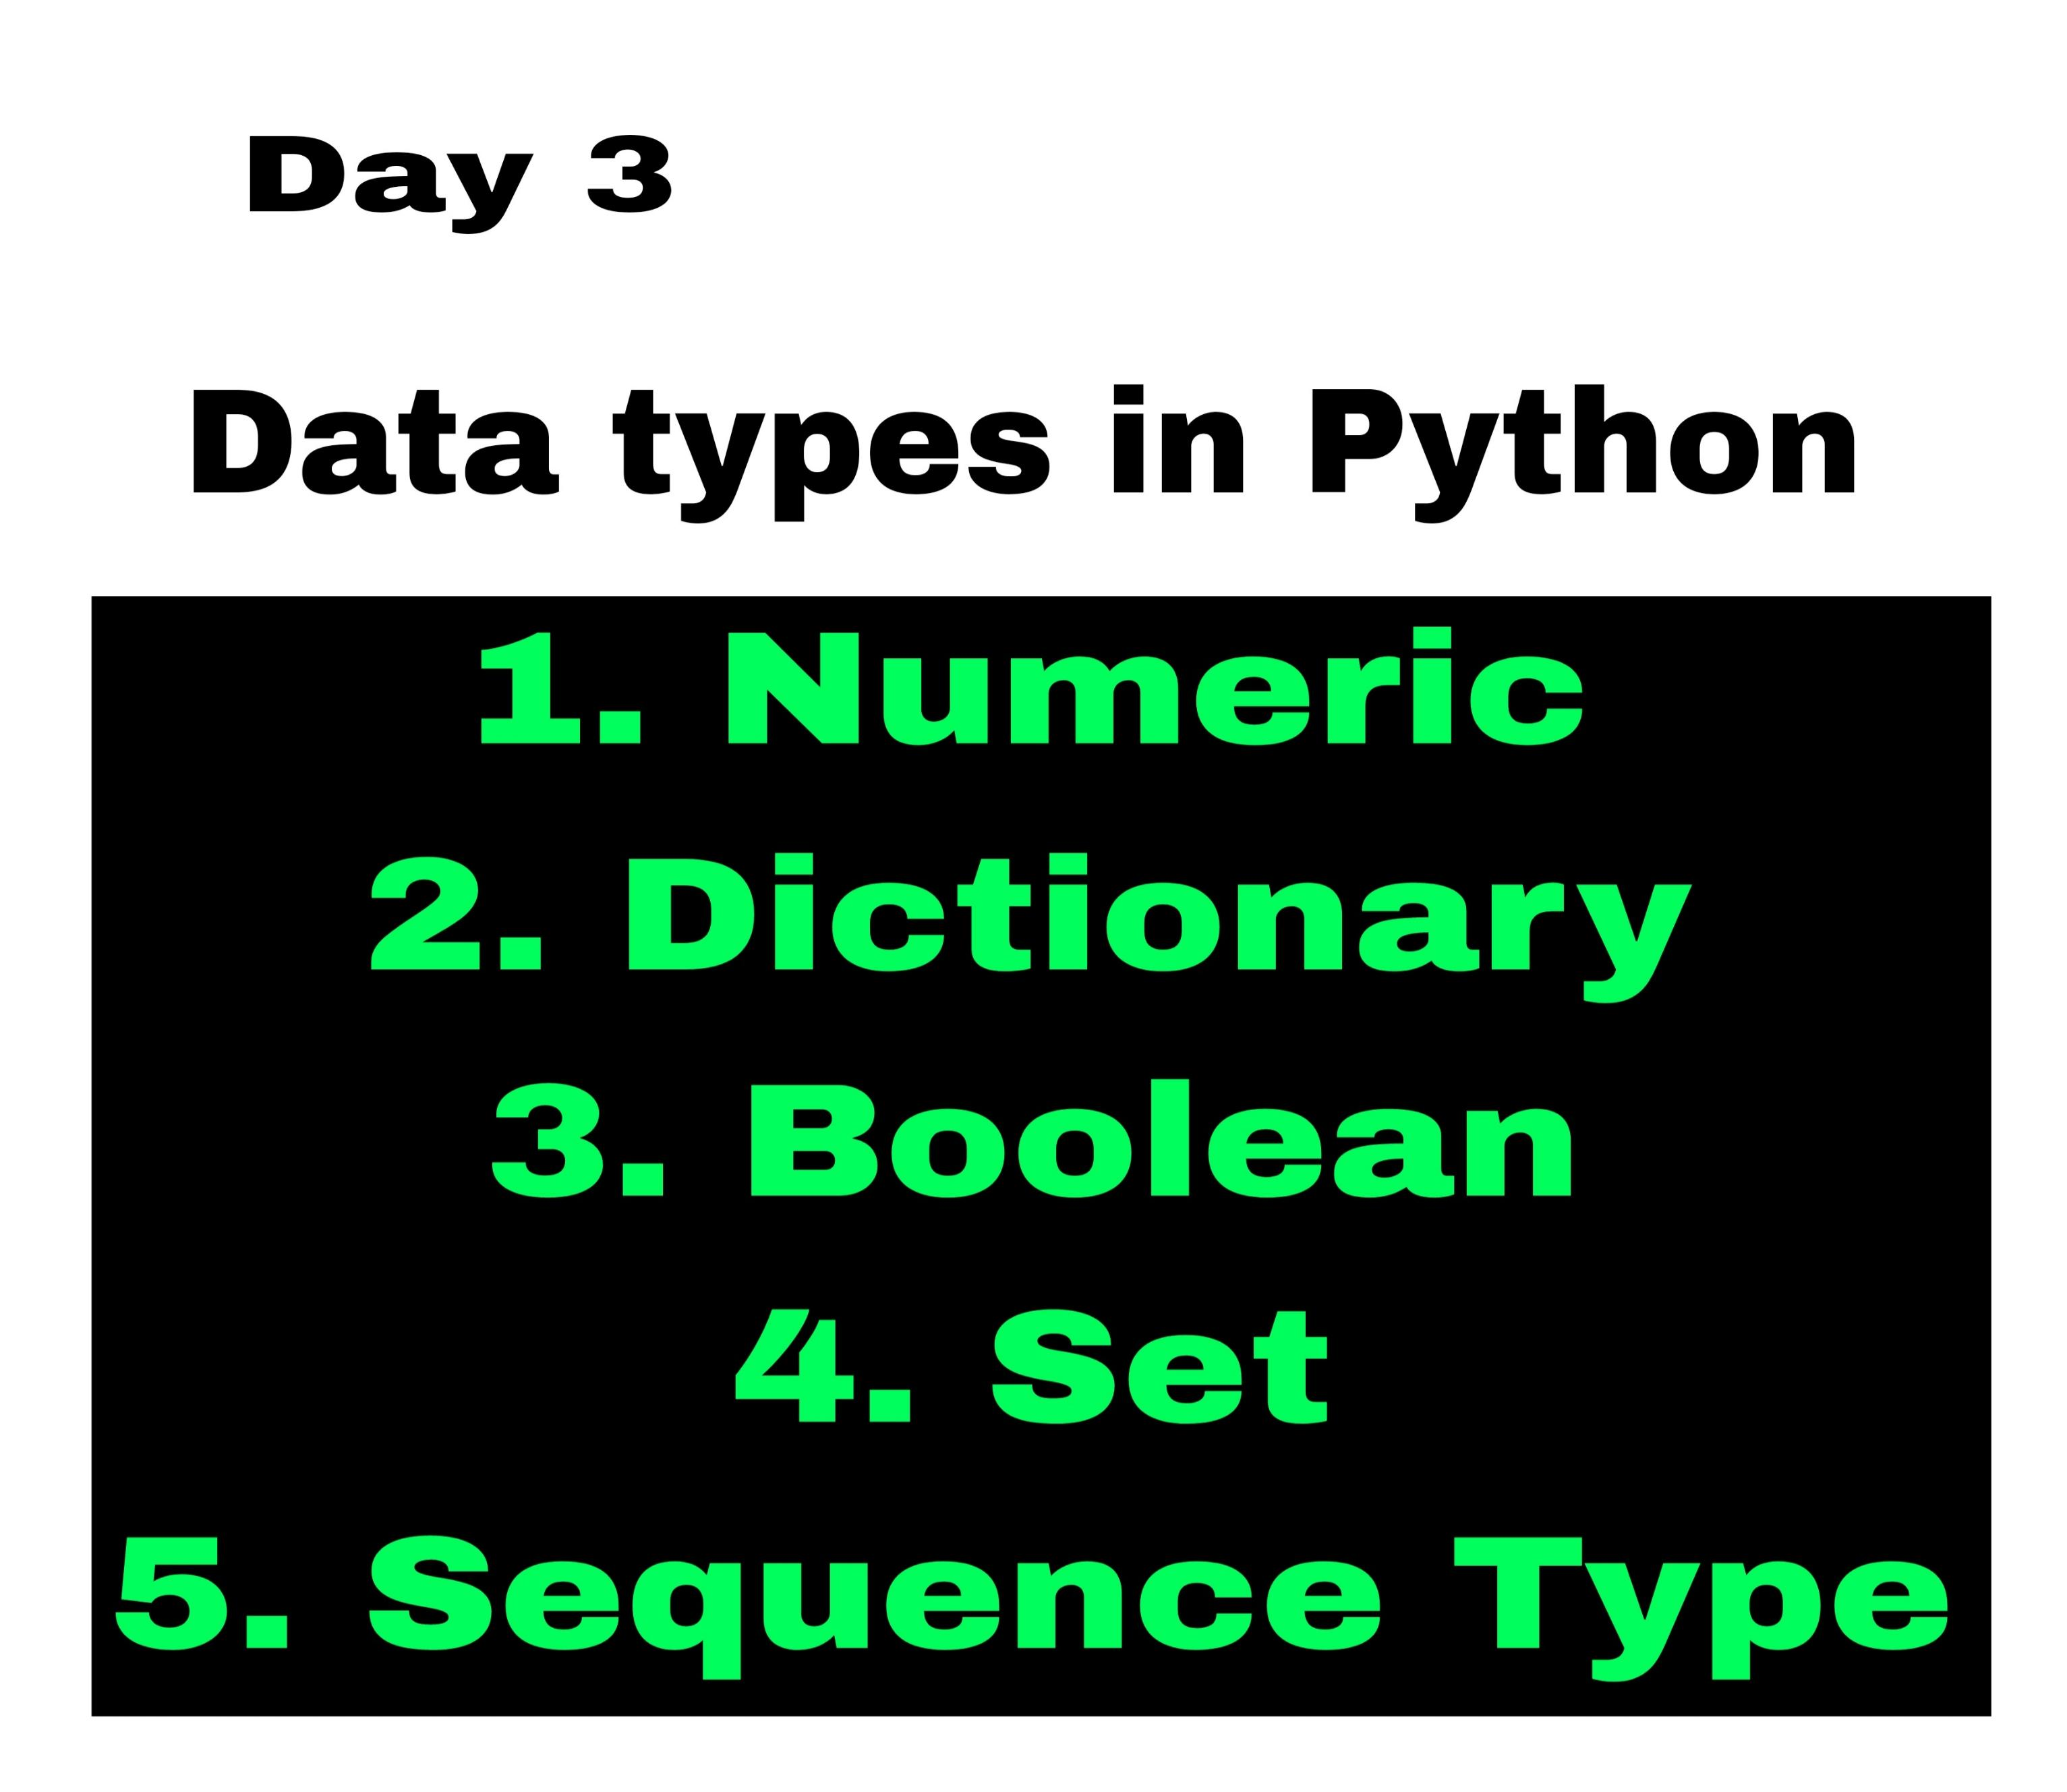 Day 3
Data types in Python
1. Numeric
2. Dictionary
3. Boolean
4. Set
5. Sequence Type